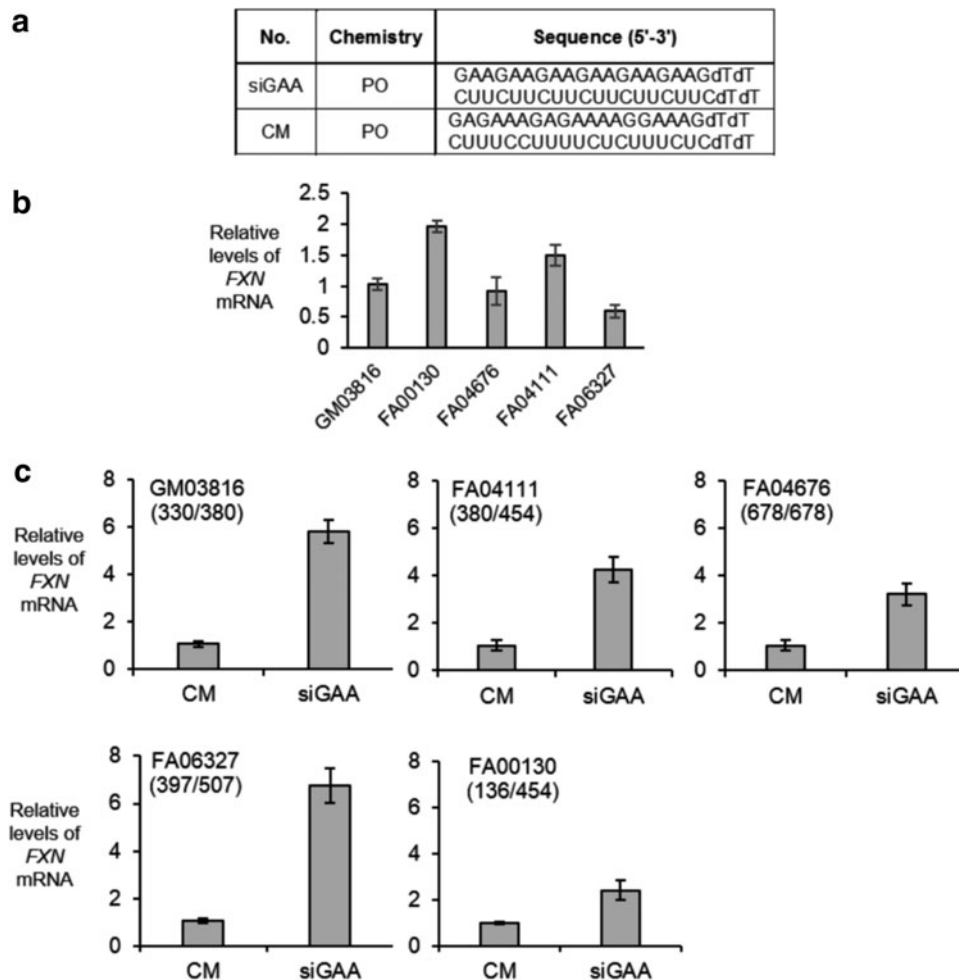 a
No. Chemistry Sequence (5'-3')
siGAA PO GAAGAAGAAGAAGAAGAAGdTdT
CUUCUUCUUCUUCUUCUUCdTdT
CM PO GAGAAAGAGAAAAGGAAAGdTdT
CUUUCCUUUUCUCUUUCUCdTdT
b
Relative
levels of
FXN
mRNA
2.5
2
1.5
1
0.5
0
GM03816 FA00130 FA04676 FA04111 FA06327
c
Relative
levels of
FXN
mRNA
8
6
4
2
0
GM03816
(330/380)
CM siGAA
8
6
4
2
0
FA04111
(380/454)
CM siGAA
8
6
4
2
0
FA04676
(678/678)
CM siGAA
Relative
levels of
FXN
mRNA
8
6
4
2
0
FA06327
(397/507)
CM siGAA
8
6
4
2
0
FA00130
(136/454)
CM siGAA